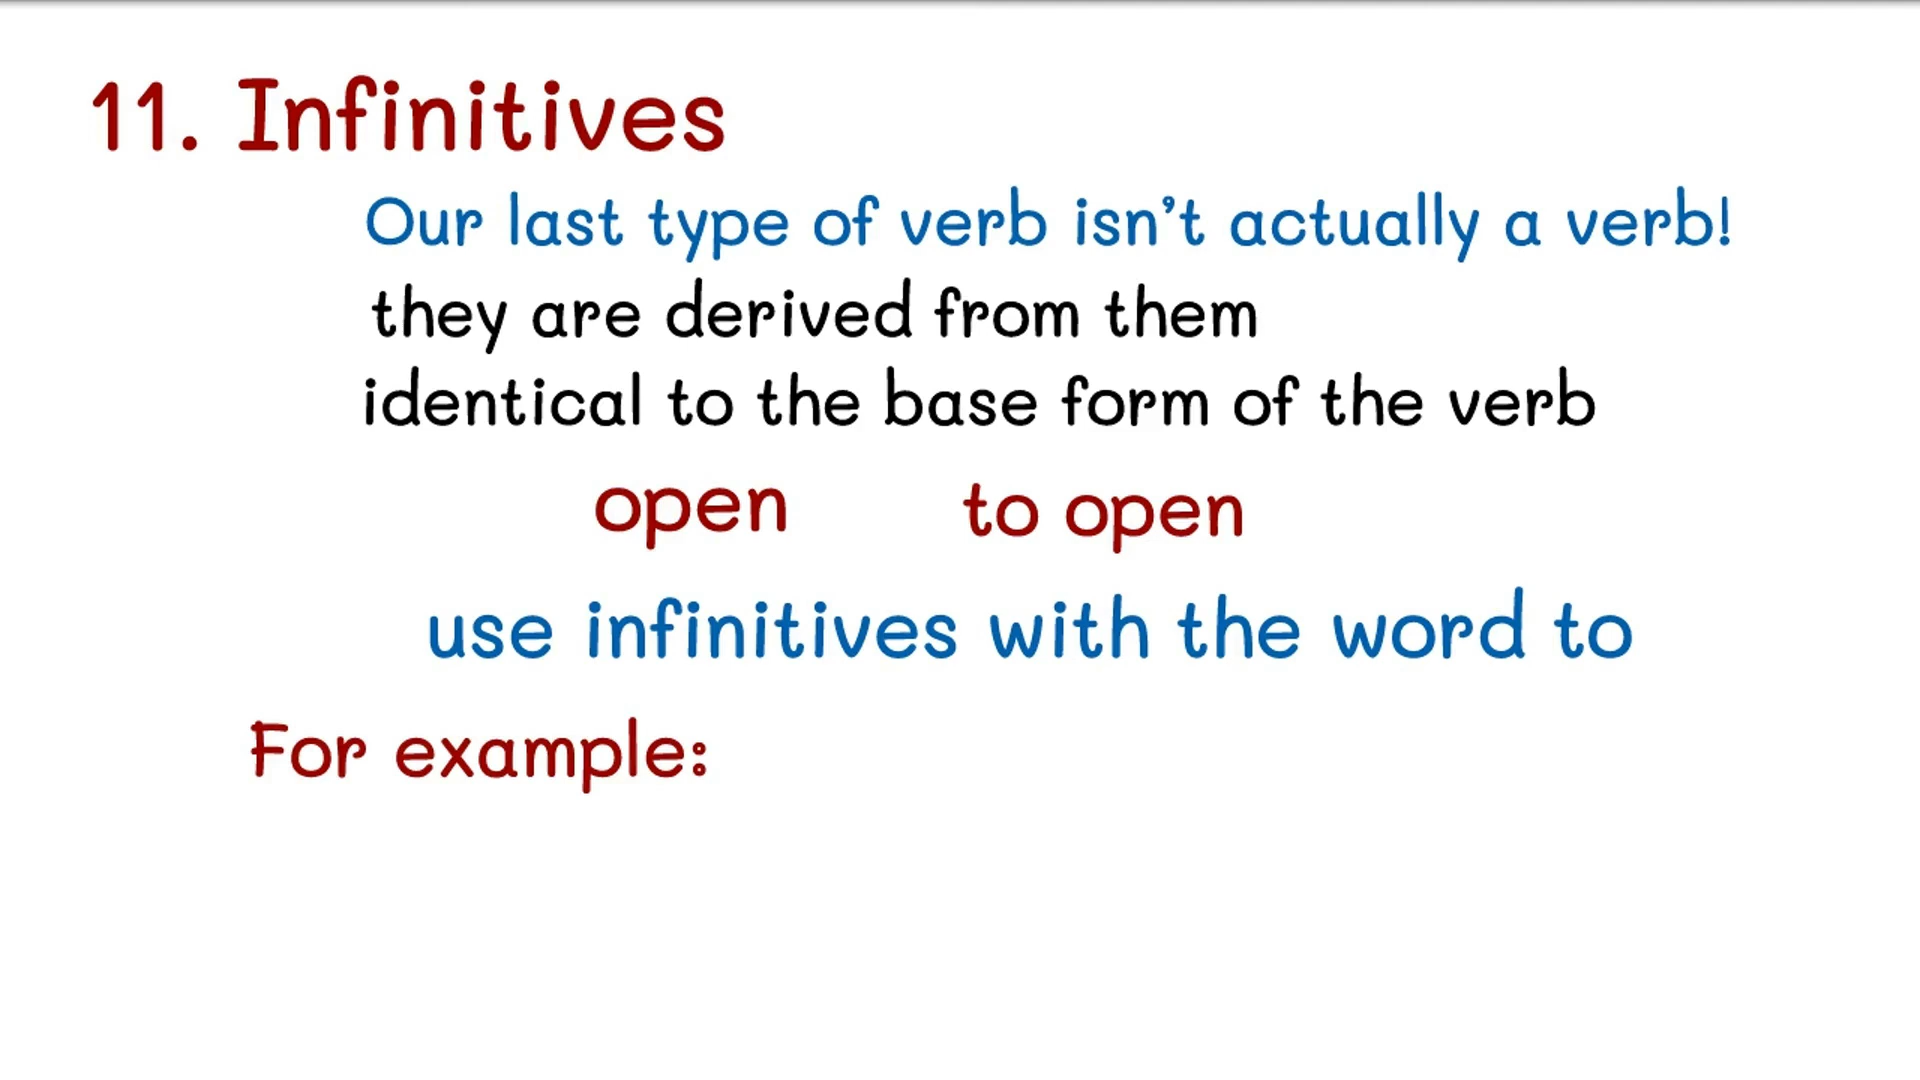 11. Infinitives
Our last type of verb isn't actually a verb!
they are derived from them
identical to the base form of the verb
open to open
use infinitives with the word to
For example: